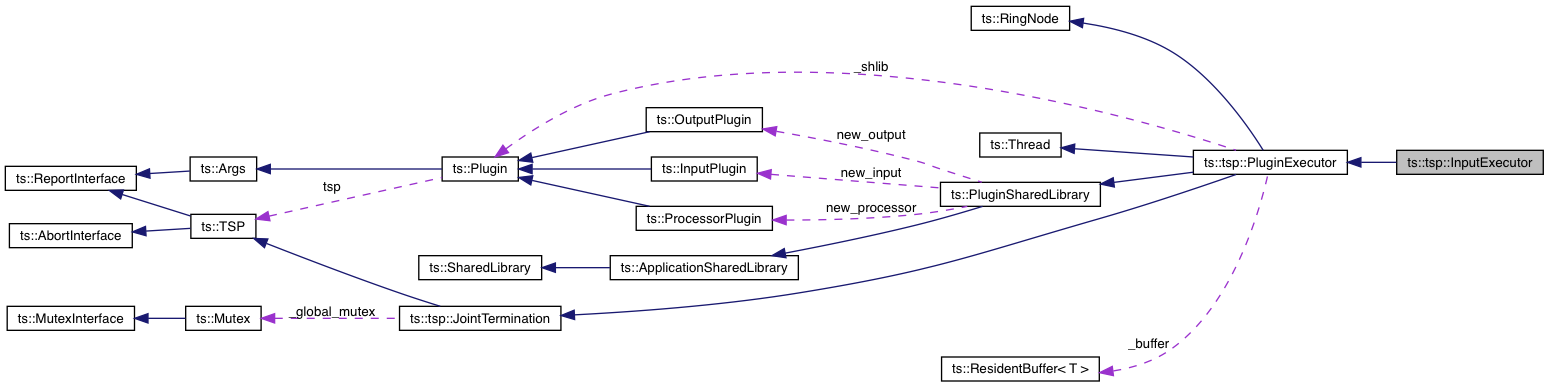 ts::RingNode
_shlib
ts::OutputPlugin
new_output
ts::Thread
ts::ReportInterface
ts::Args
ts::Plugin
ts::InputPlugin
new_input
ts::tsp::PluginExecutor
ts::tsp::InputExecutor
tsp
ts::PluginSharedLibrary
new_processor
ts::ProcessorPlugin
ts::AbortInterface
ts::TSP
ts::SharedLibrary
ts::ApplicationSharedLibrary
ts::MutexInterface
ts::Mutex
_global_mutex
ts::tsp::JointTermination
_buffer
ts::ResidentBuffer< T >